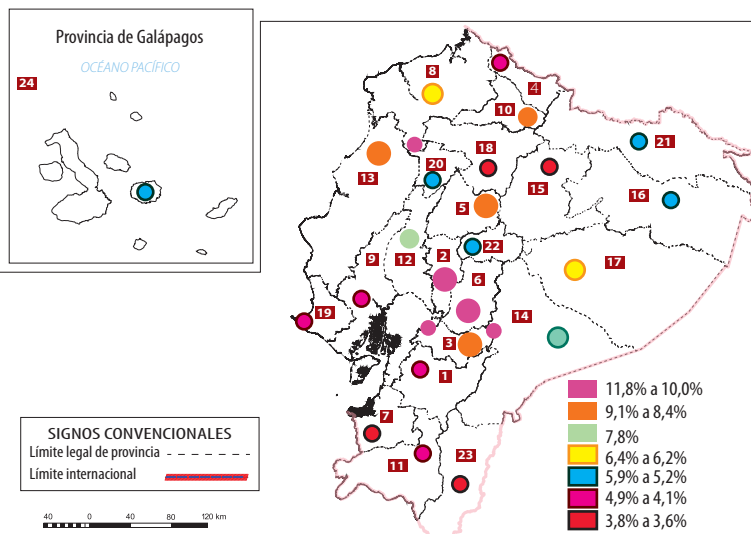 Provincia de Galápagos
OCÉANO PACÍFICO
24
8
4
10
21
18
20
13
15
16
5
22
9
12
2
6
17
19
14
3
1
7
11
23
11,8% a 10,0%
9,1% a 8,4%
7,8%
6,4% a 6,2%
5,9% a 5,2%
4,9% a 4,1%
3,8% a 3,6%
SIGNOS CONVENCIONALES
Límite legal de provincia
Límite internacional
40 0 40 80 120 km